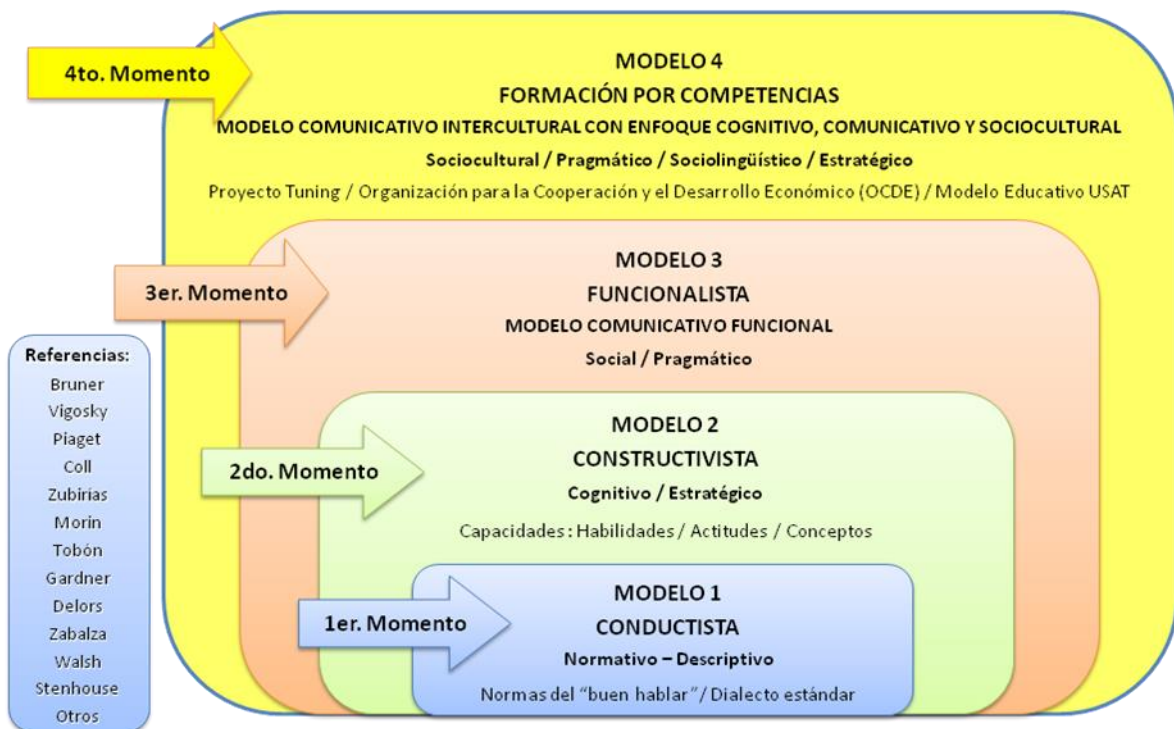 4to. Momento
MODELO 4
FORMACIÓN POR COMPETENCIAS
MODELO COMUNICATIVO INTERCULTURAL CON ENFOQUE COGNITIVO, COMUNICATIVO Y SOCIOCULTURAL
Sociocultural / Pragmático / Sociolingüístico / Estratégico
Proyecto Tuning / Organización para la Cooperación y el Desarrollo Económico (OCDE) / Modelo Educativo USAT
3er. Momento
MODELO 3
FUNCIONALISTA
MODELO COMUNICATIVO FUNCIONAL
Social / Pragmático
2do. Momento
MODELO 2
CONSTRUCTIVISTA
Cognitivo / Estratégico
Capacidades : Habilidades / Actitudes / Conceptos
1er. Momento
MODELO 1
CONDUCTISTA
Normativo – Descriptivo
Normas del “buen hablar”/ Dialecto estándar
Referencias:
Bruner
Vigosky
Piaget
Coll
Zubirías
Morin
Tobón
Gardner
Delors
Zabalza
Walsh
Stenhouse
Otros